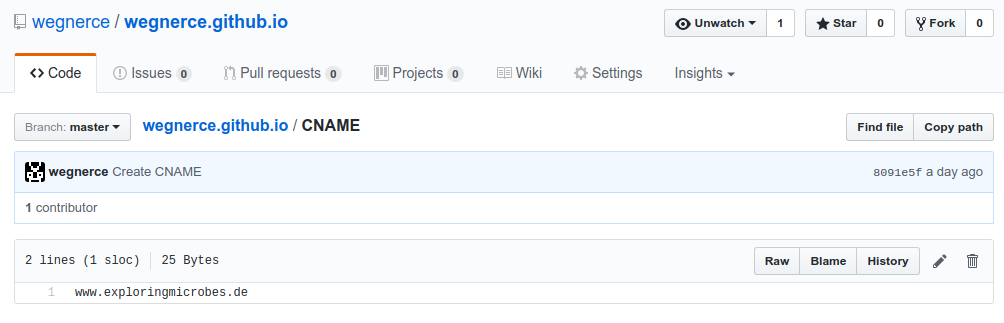 wegnerce / wegnerce.github.io
Unwatch 1 Star 0 Fork 0
Code Issues 0 Pull requests 0 Projects 0 Wiki Settings Insights
Branch: master wegnerce.github.io / CNAME Find file Copy path
wegnerce Create CNAME 8091e5f a day ago
1 contributor
2 lines (1 sloc) 25 Bytes Raw Blame History
1 www.exploringmicrobes.de